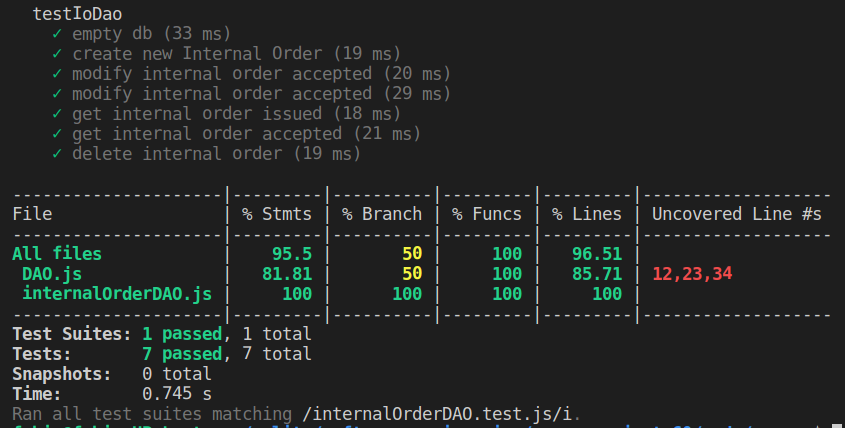 testIoDao
✓ empty db (33 ms)
✓ create new Internal Order (19 ms)
✓ modify internal order accepted (20 ms)
✓ modify internal order accepted (29 ms)
✓ get internal order issued (18 ms)
✓ get internal order accepted (21 ms)
✓ delete internal order (19 ms)
---------------------|---------|----------|---------|---------|-------------------
File | % Stmts | % Branch | % Funcs | % Lines | Uncovered Line #s
---------------------|---------|----------|---------|---------|-------------------
All files | 95.5 | 50 | 100 | 96.51 |
DAO.js | 81.81 | 50 | 100 | 85.71 | 12,23,34
internalOrderDAO.js | 100 | 100 | 100 | 100 |
---------------------|---------|----------|---------|---------|-------------------
Test Suites: 1 passed, 1 total
Tests: 7 passed, 7 total
Snapshots: 0 total
Time: 0.745 s
Ran all test suites matching /internalOrderDAO.test.js/i.